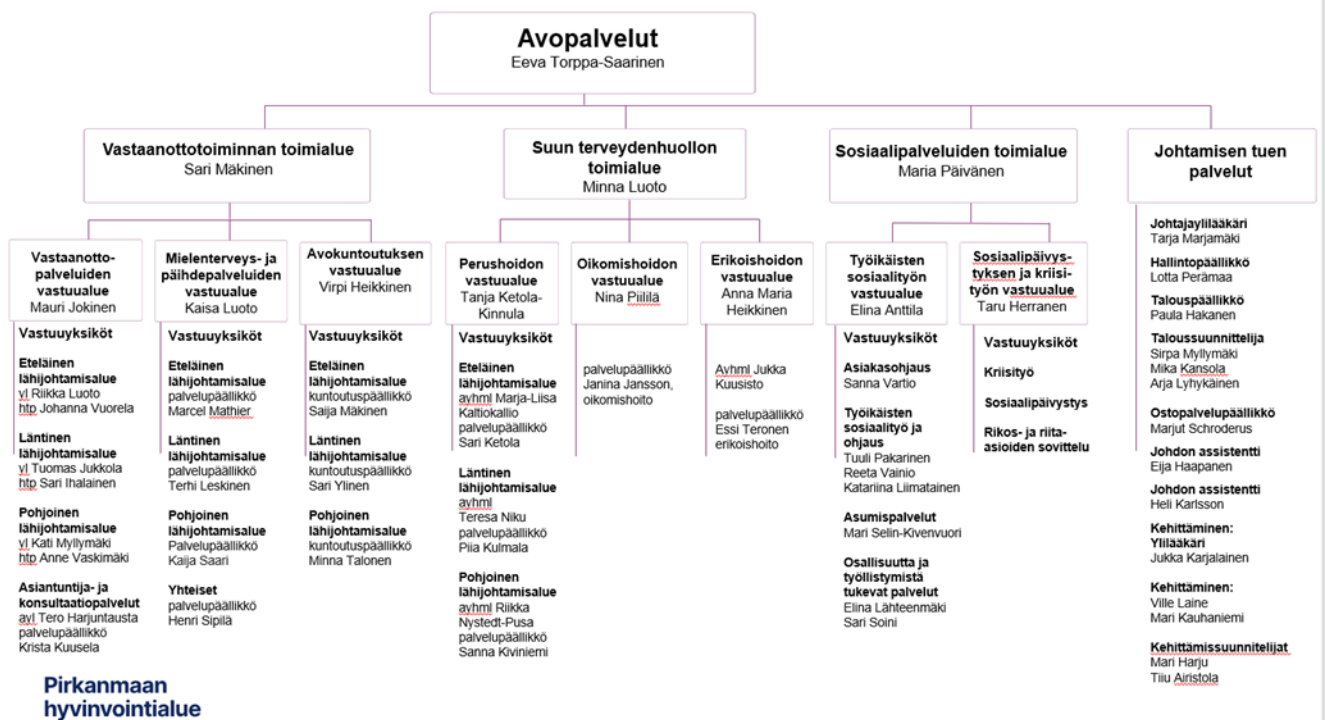 Avopalvelut
Eeva Torppa-Saarinen
Vastaanottotoiminnan toimialue
Sari Mäkinen
Suun terveydenhuollon
toimialue
Minna Luoto
Sosiaalipalveluiden toimialue
Maria Päivänen
Johtamisen tuen
palvelut
Vastaanotto-
palveluiden
vastuualue
Mauri Jokinen
Vastuuyksiköt
Eteläinen
lähijohtamisalue
yl Riikka Luoto
htp Johanna Vuorela
Läntinen
lähijohtamisalue
yl Tuomas Jukkola
htp Sari Ihalainen
Pohjoinen
lähijohtamisalue
yl Kati Myllymäki
htp Anne Vaskimäki
Asiantuntija- ja
konsultaatiopalvelut
ayl Tero Harjuntausta
palvelupäällikkö
Krista Kuusela
Mielenterveys- ja
päihdepalveluiden
vastuualue
Kaisa Luoto
Vastuuyksiköt
Eteläinen
lähijohtamisalue
palvelupäällikkö
Marcel Mathier
Läntinen
lähijohtamisalue
palvelupäällikkö
Terhi Leskinen
Pohjoinen
lähijohtamisalue
Palvelupäällikkö
Kaija Saari
Yhteiset
palvelupäällikkö
Henri Sipilä
Avokuntoutuksen
vastuualue
Virpi Heikkinen
Vastuuyksiköt
Eteläinen
lähijohtamisalue
kuntoutuspäällikkö
Saija Mäkinen
Läntinen
lähijohtamisalue
kuntoutuspäällikkö
Sari Ylinen
Pohjoinen
lähijohtamisalue
kuntoutuspäällikkö
Minna Talonen
Perushoidon
vastuualue
Tanja Ketola-
Kinnula
Vastuuyksiköt
Eteläinen
lähijohtamisalue
ayhml Marja-Liisa
Kaltiokallio
palvelupäällikkö
Sari Ketola
Läntinen
lähijohtamisalue
ayhml
Teresa Niku
palvelupäällikkö
Piia Kulmala
Pohjoinen
lähijohtamisalue
ayhml Riikka
Nystedt-Pusa
palvelupäällikkö
Sanna Kiviniemi
Oikomishoidon
vastuualue
Nina Piililä
palvelupäällikkö
Janina Jansson,
oikomishoito
Erikoishoidon
vastuualue
Anna Maria
Heikkinen
Ayhml Jukka
Kuusisto
palvelupäällikkö
Essi Teronen
erikoishoito
Työikäisten
sosiaalityön
vastuualue
Elina Anttila
Vastuuyksiköt
Asiakasohjaus
Sanna Vartio
Työikäisten
sosiaalityö ja
ohjaus
Tuuli Pakarinen
Reeta Vainio
Katariina Liimatainen
Asumispalvelut
Mari Selin-Kivenvuori
Osallisuutta ja
työllistymistä
tukevat palvelut
Elina Lähteenmäki
Sari Soini
Sosiaalipäivys-
tyksen ja kriisi-
työn vastuualue
Taru Herranen
Vastuuyksiköt
Kriisityö
Sosiaalipäivystys
Rikos- ja riita-
asioiden sovittelu
Johtajaylilääkäri
Tarja Marjamäki
Hallintopäällikkö
Lotta Perämaa
Talouspäällikkö
Paula Hakanen
Taloussuunnittelija
Sirpa Myllymäki
Mika Kansola
Arja Lyhykäinen
Ostopalvelupäällikkö
Marjut Schroderus
Johdon assistentti
Eija Haapanen
Johdon assistentti
Heli Karlsson
Kehittäminen:
Ylilääkäri
Jukka Karjalainen
Kehittäminen:
Ville Laine
Mari Kauhaniemi
Kehittämissuunnitelijat
Mari Harju
Tiiu Airistola
Pirkanmaan
hyvinvointialue